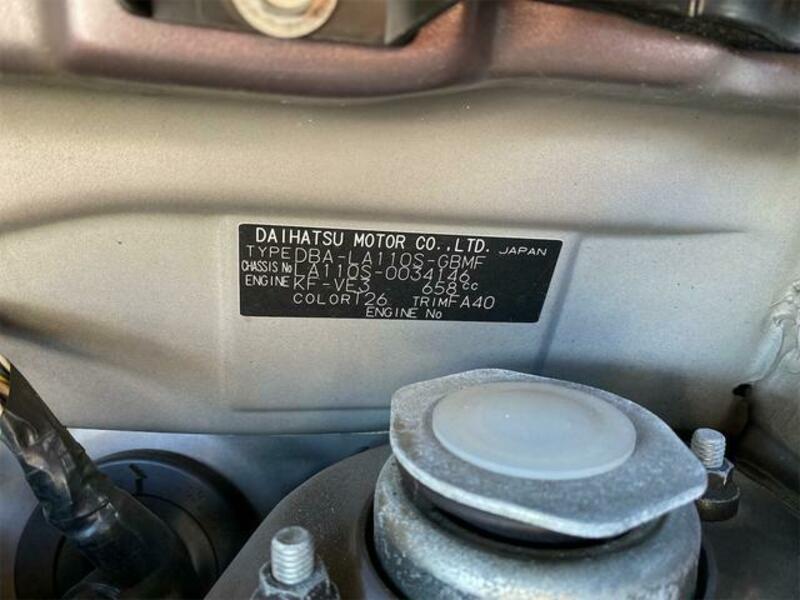 DAIHATSU MOTOR CO.,LTD. JAPAN
TYPE DBA-LA110S-GBMF
CHASSIS No LA110S-0034146
ENGINE KF-VE3 658cc
COLOR T26 TRIM FA40
ENGINE No